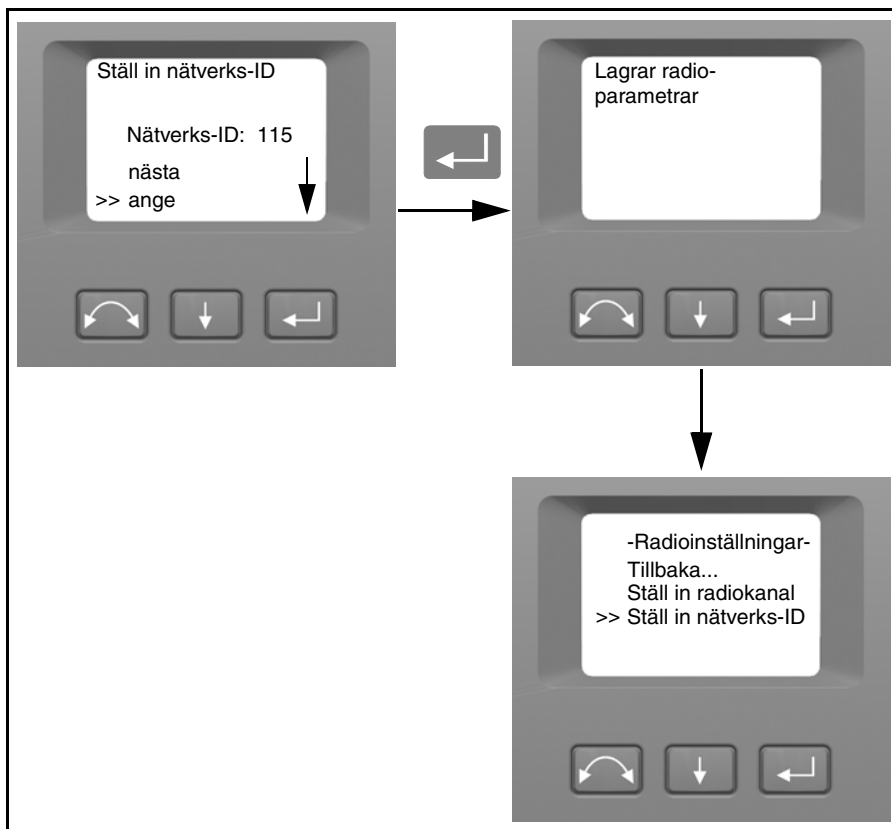 Ställ in nätverks-ID
Nätverks-ID: 115
nästa
>> ange
Lagrar radio-
parametrar
-Radioinställningar-
Tillbaka...
Ställ in radiokanal
>> Ställ in nätverks-ID